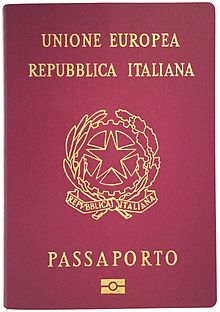 UNIONE EUROPEA
REPUBBLICA ITALIANA
REPUBBLICA ITALIANA
PASSAPORTO